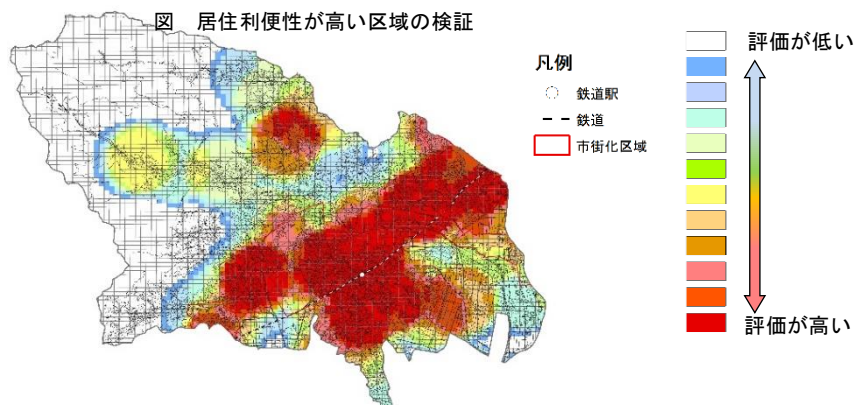 図　居住利便性が高い区域の検証
凡例
鉄道駅
鉄道
市街化区域
評価が低い
評価が高い